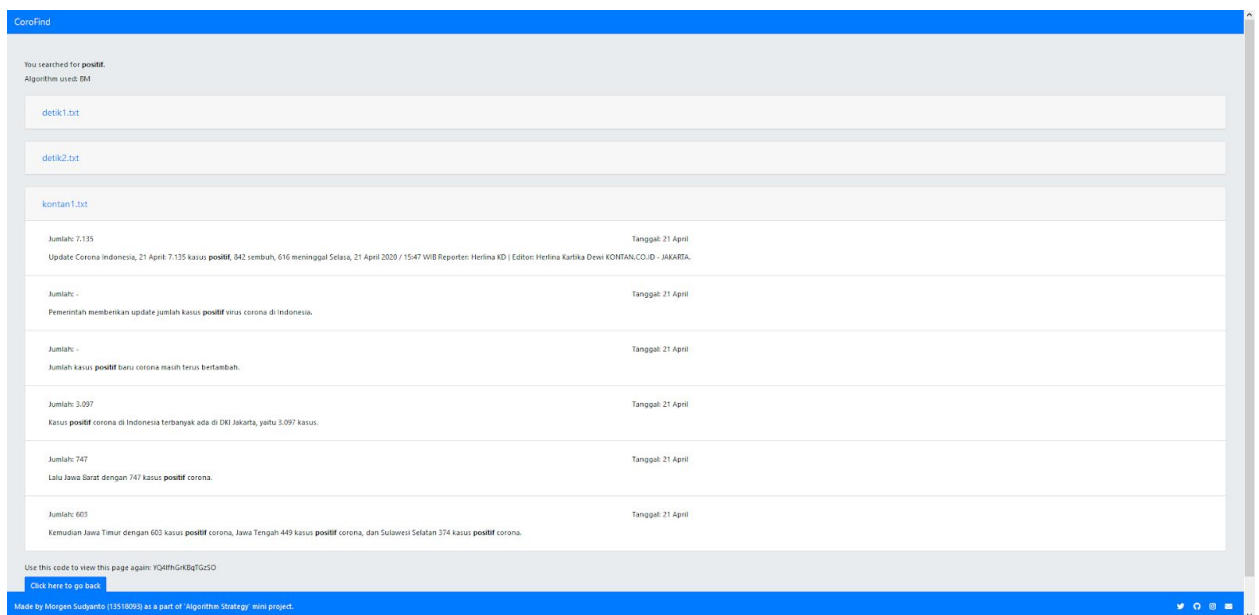 CoroFind
You searched for positif.
Algorithm used: BM
detik1.txt
detik2.txt
kontan1.txt
Jumlah: 7.135 Tanggal: 21 April
Update Corona Indonesia, 21 April: 7.135 kasus positif, 842 sembuh, 616 meninggal Selasa, 21 April 2020 / 15:47 WIB Reporter: Herlina KD | Editor: Herlina Kartika Dewi KONTAN.CO.ID - JAKARTA.
Jumlah: - Tanggal: 21 April
Pemerintah memberikan update jumlah kasus positif virus corona di Indonesia.
Jumlah: - Tanggal: 21 April
Jumlah kasus positif baru corona masih terus bertambah.
Jumlah: 3.097 Tanggal: 21 April
Kasus positif corona di Indonesia terbanyak ada di DKI Jakarta, yaitu 3.097 kasus.
Jumlah: 747 Tanggal: 21 April
Lalu Jawa Barat dengan 747 kasus positif corona.
Jumlah: 603 Tanggal: 21 April
Kemudian Jawa Timur dengan 603 kasus positif corona, Jawa Tengah 449 kasus positif corona, dan Sulawesi Selatan 374 kasus positif corona.
Use this code to view this page again:
Click here to go back
Made by Morgen Sudyanto (13518093) as a part of 'Algorithm Strategy' mini project.